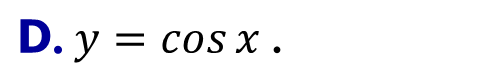 D. y = cos x .